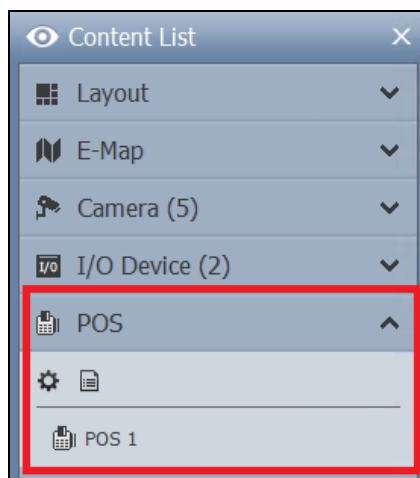 Content List
Layout
E-Map
Camera (5)
I/O Device (2)
POS
POS 1